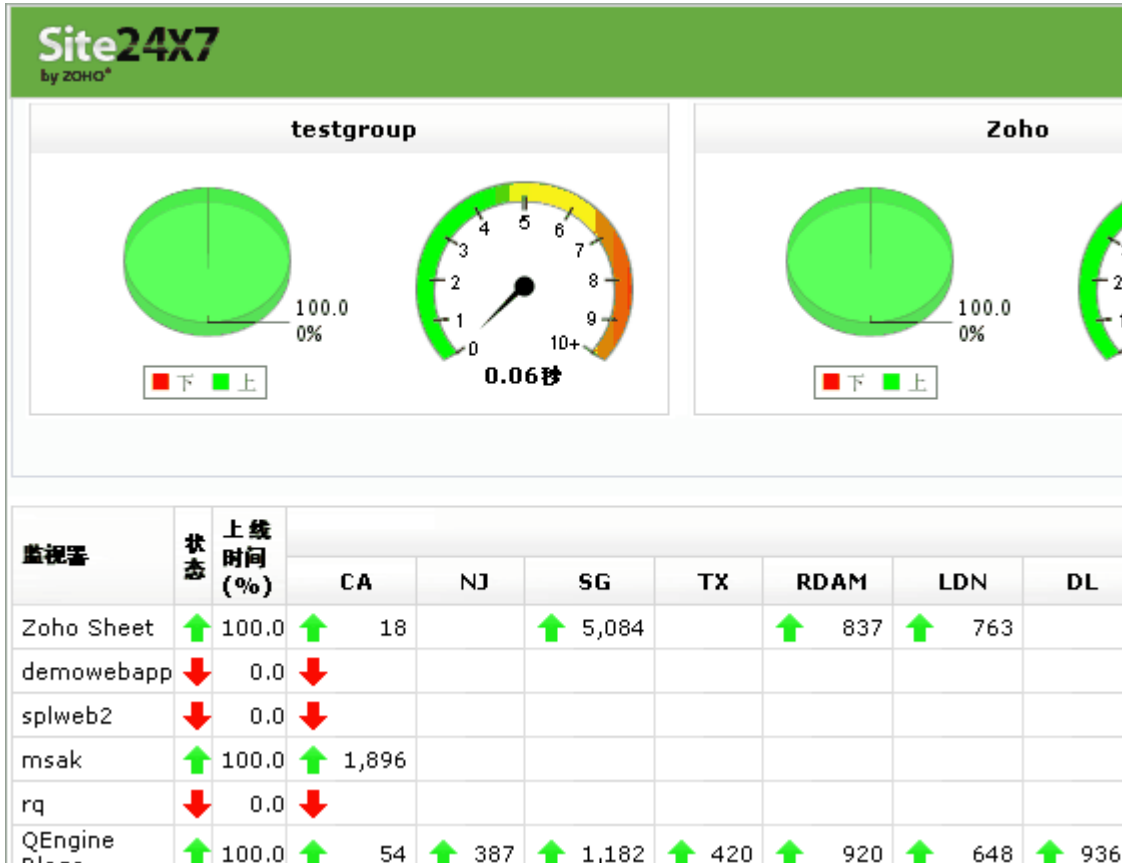 Site24X7
by ZOHO®
testgroup
Zoho
100.0
0%
0 1 2 3 4 5 6 7 8 9 10+
0.06秒
下 上
100.0
0%
1 2
下 上
监视器 状态 上线时间(%)
CA NJ SG TX RDAM LDN DL
Zoho Sheet 100.0 18 5,084 837 763
demowebapp 0.0
splweb2 0.0
msak 100.0 1,896
rq 0.0
QEngine
100.0 54 387 1,182 420 920 648 936